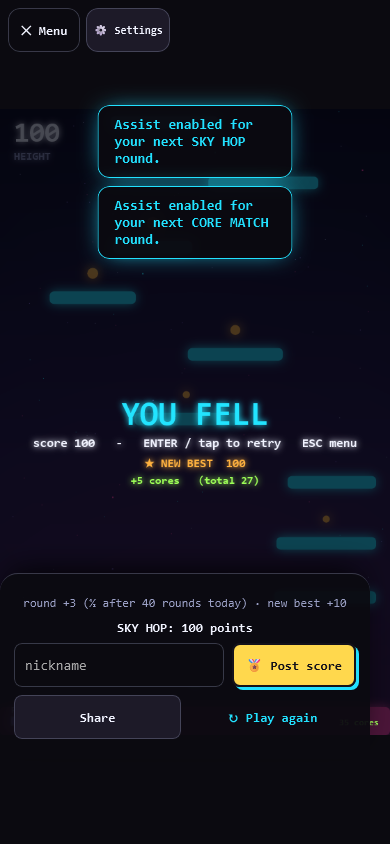 Menu
Settings
100
HEIGHT
Assist enabled for
your next SKY HOP
round.
Assist enabled for
your next CORE MATCH
round.
YOU FELL
score 100 - ENTER / tap to retry ESC menu
★ NEW BEST 100
+5 cores (total 27)
round +3 (½ after 40 rounds today) · new best +10
SKY HOP: 100 points
nickname
Post score
Share
↻ Play again